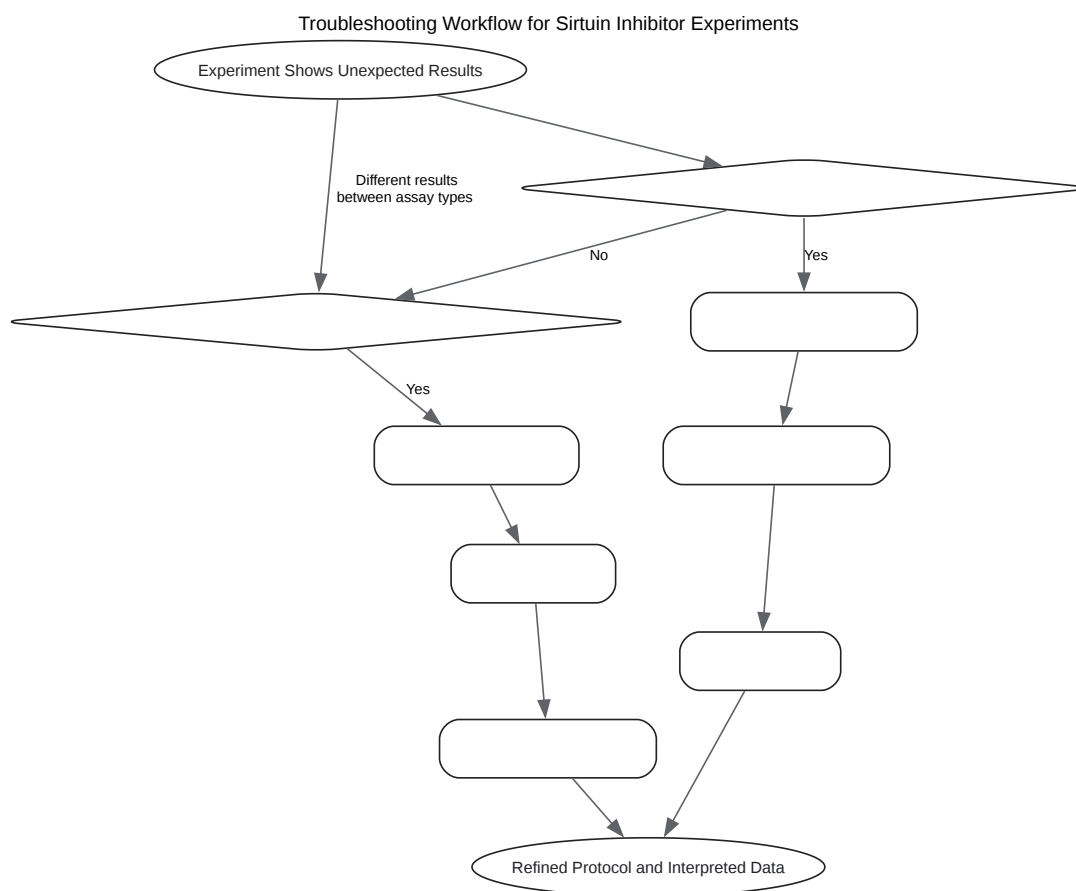 Troubleshooting Workflow for Sirtuin Inhibitor Experiments
Experiment Shows Unexpected Results
Different results
between assay types
No
Yes
Yes
Refined Protocol and Interpreted Data